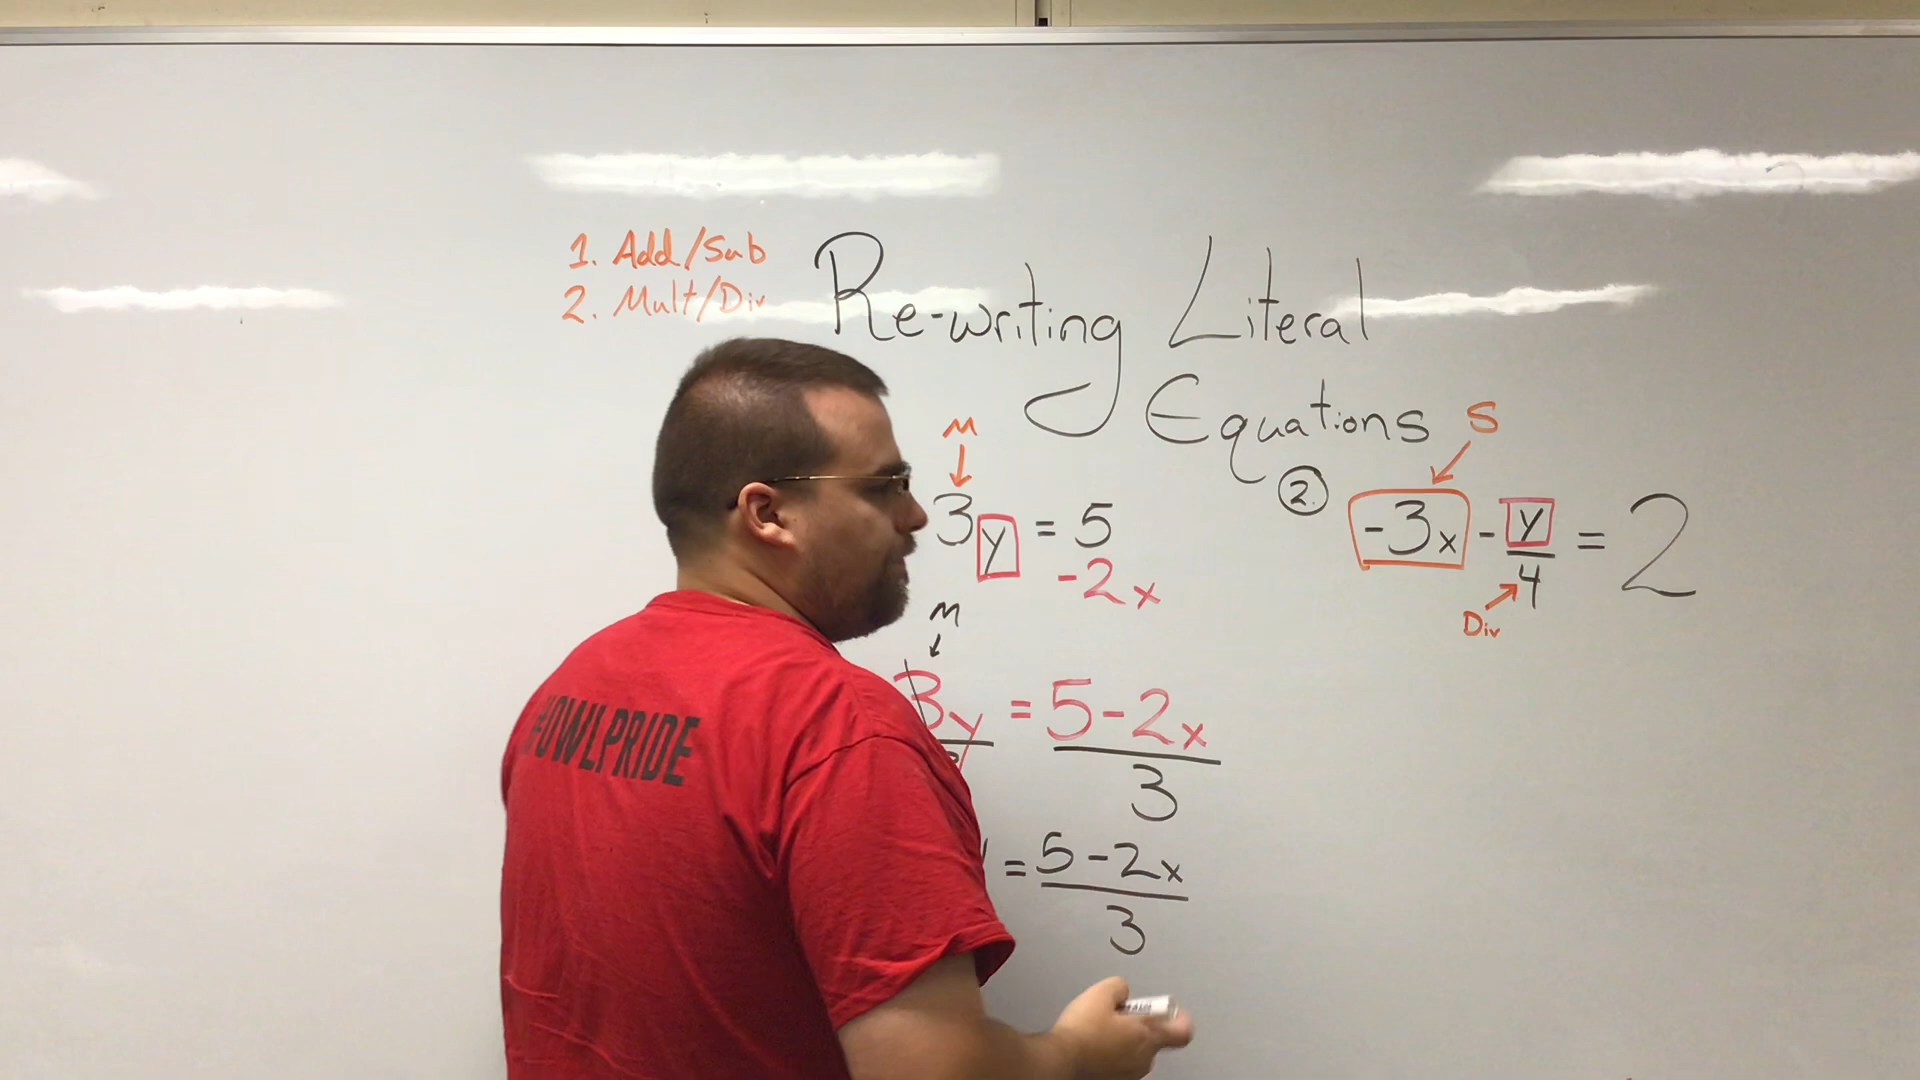 1. Add/Sub
2. Mult/Div
Re-writing Literal
Equations
M
3y = 5
-2x
M
3y = 5-2x
3
= 5-2x
3
S
2.
-3x - y/4 = 2
Div
#OWLPRIDE